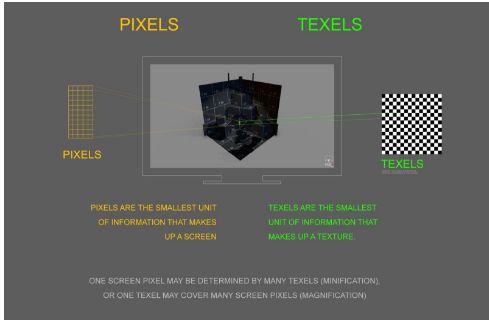 PIXELS
TEXELS
PIXELS
TEXELS
PIXELS ARE THE SMALLEST UNIT
OF INFORMATION THAT MAKES
UP A SCREEN
TEXELS ARE THE SMALLEST
UNIT OF INFORMATION THAT
MAKES UP A TEXTURE.
ONE SCREEN PIXEL MAY BE DETERMINED BY MANY TEXELS (MINIFICATION),
OR ONE TEXEL MAY COVER MANY SCREEN PIXELS (MAGNIFICATION)